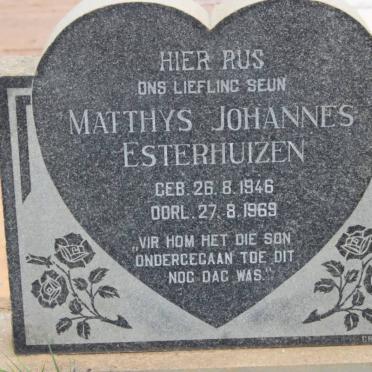 HIER RUS
ONS LIEFLING SEUN
MATTHYS JOHANNES
ESTERHUIZEN
GEB. 26.8.1946
OORL. 27.8.1969
„VIR HOM HET DIE SON
ONDERGEGAAN TOE DIT
NOG DAG WAS."